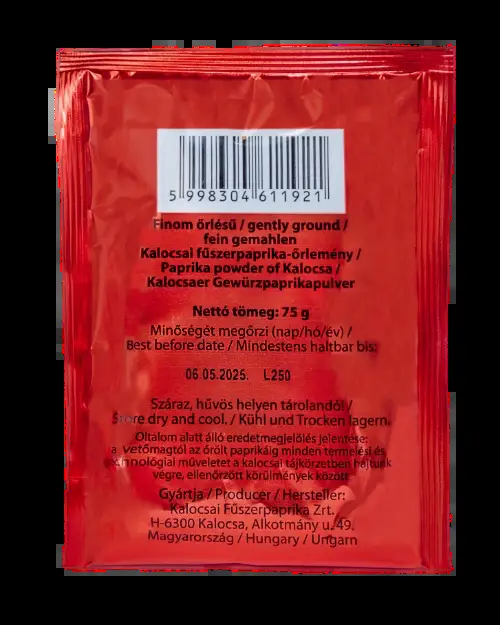 5 998304 611921
Finom őrlésű / gently ground /
fein gemahlen
Kalocsai fűszerpaprika-őrlemény /
Paprika powder of Kalocsa /
Kalocsaer Gewürzpaprikapulver
Nettó tömeg: 75 g
Minőségét megőrzi (nap/hó/év) /
Best before date / Mindestens haltbar bis:
06.05.2025. L250
Száraz, hűvös helyen tárolandó! /
Store dry and cool. / Kühl und Trocken lagern.
Oltalom alatt álló eredetmegjelölés jelentése:
a vetőmagtól az őrölt paprikáig minden termelési és
technológiai műveletet a kalocsai tájkörzetben hajtunk
végre, ellenőrzött körülmények között.
Gyártja / Producer / Hersteller:
Kalocsai Fűszerpaprika Zrt.
H-6300 Kalocsa, Alkotmány u. 49.
Magyarország / Hungary / Ungarn